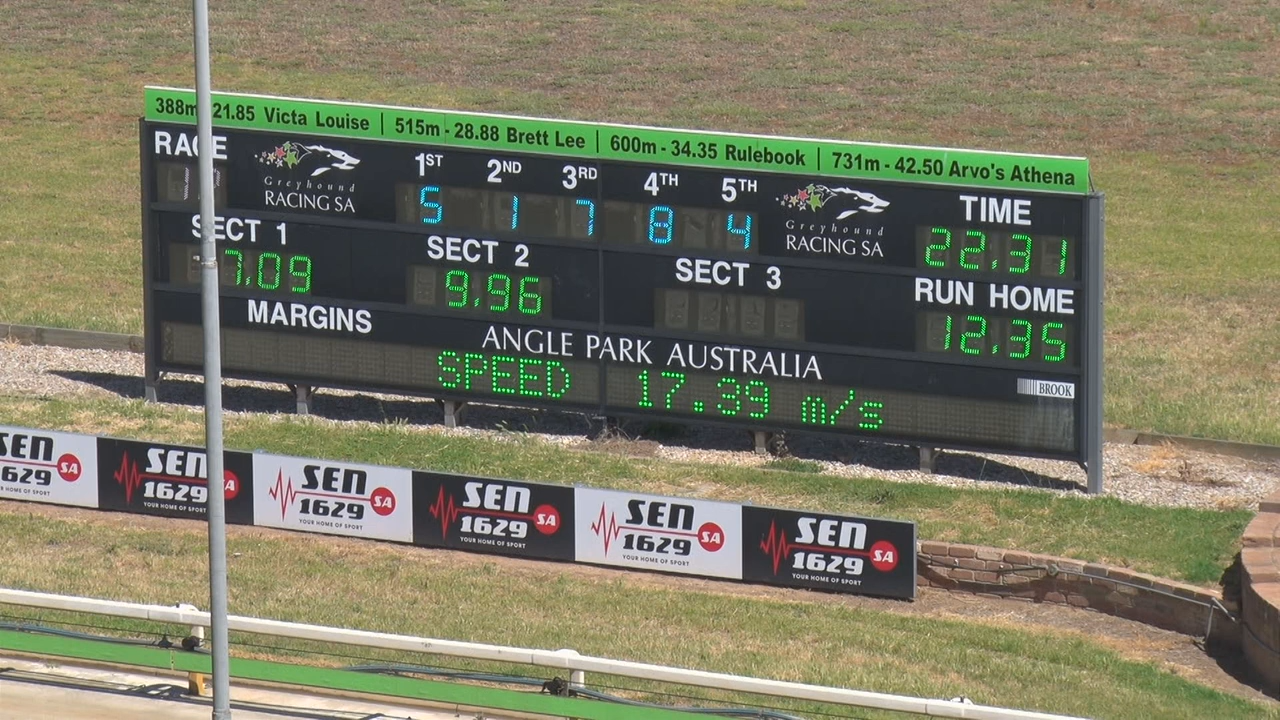 388m - 21.85 Victa Louise | 515m - 28.88 Brett Lee | 600m - 34.35 Rulebook | 731m - 42.50 Arvo's Athena
RACE
Greyhound
RACING SA
1ST 2ND 3RD 4TH 5TH
5 1 7 8 4
Greyhound
RACING SA
TIME
22.31
SECT 1
7.09
SECT 2
9.96
SECT 3
RUN HOME
12.35
MARGINS
ANGLE PARK AUSTRALIA
SPEED 17.39 m/s
BROOK
SEN
629 SA
YOUR HOME OF SPORT
SEN
1629 SA
YOUR HOME OF SPORT
SEN
1629 SA
YOUR HOME OF SPORT
SEN
1629 SA
YOUR HOME OF SPORT
SEN
1629 SA
YOUR HOME OF SPORT
SEN
1629 SA
YOUR HOME OF SPORT